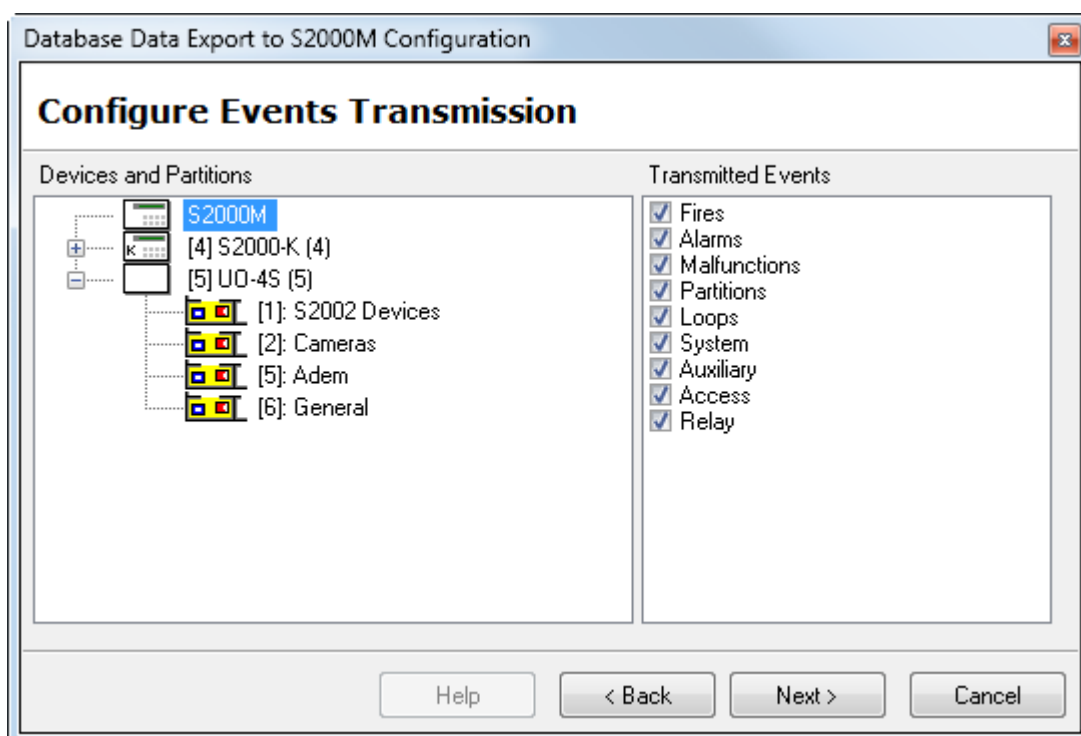 Database Data Export to S2000M Configuration
Configure Events Transmission
Devices and Partitions
S2000M
[4] S2000-K (4)
[5] UO-4S (5)
[1]: S2002 Devices
[2]: Cameras
[5]: Adem
[6]: General
Transmitted Events
Fires
Alarms
Malfunctions
Partitions
Loops
System
Auxiliary
Access
Relay
Help
< Back
Next >
Cancel